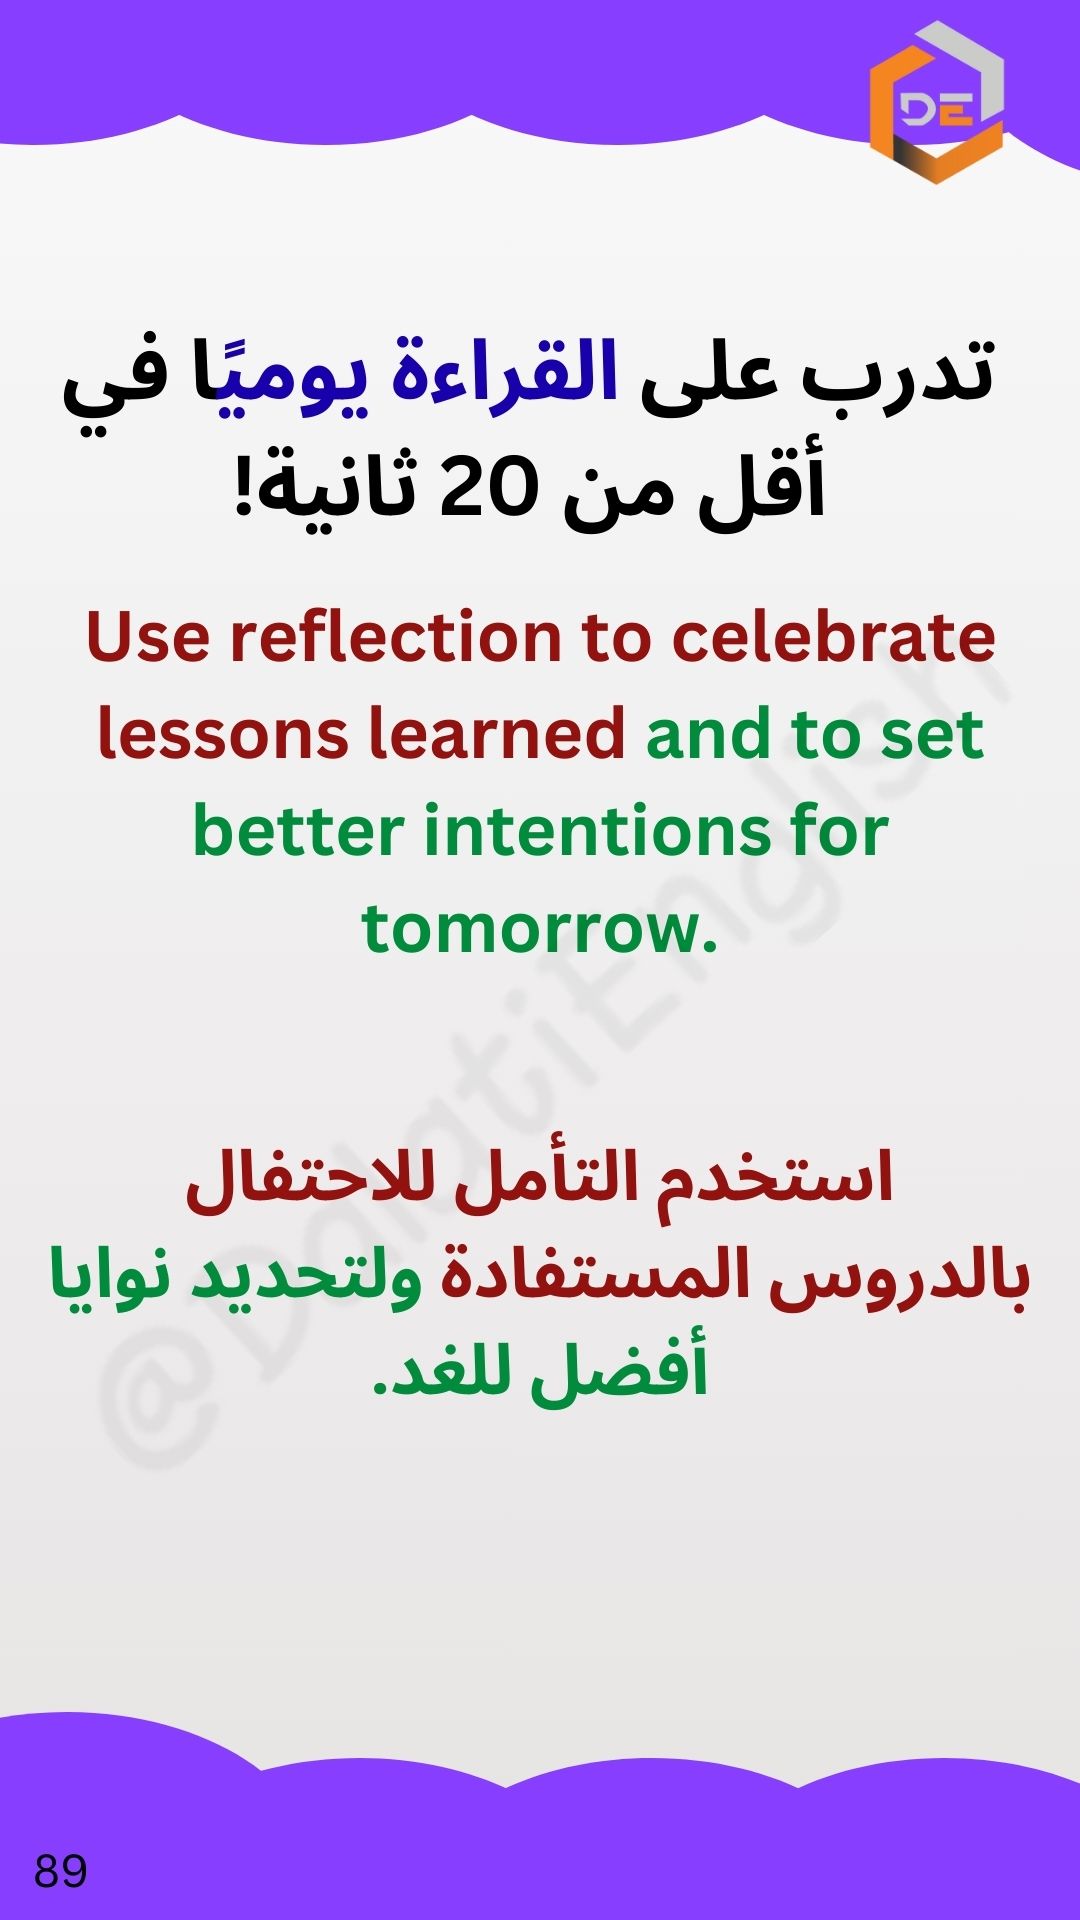 DE
تدرب على القراءة يوميًا في
أقل من 20 ثانية!
Use reflection to celebrate
lessons learned and to set
better intentions for
tomorrow.
@DalatiEnglish
استخدم التأمل للاحتفال
بالدروس المستفادة ولتحديد نوايا
أفضل للغد.
89